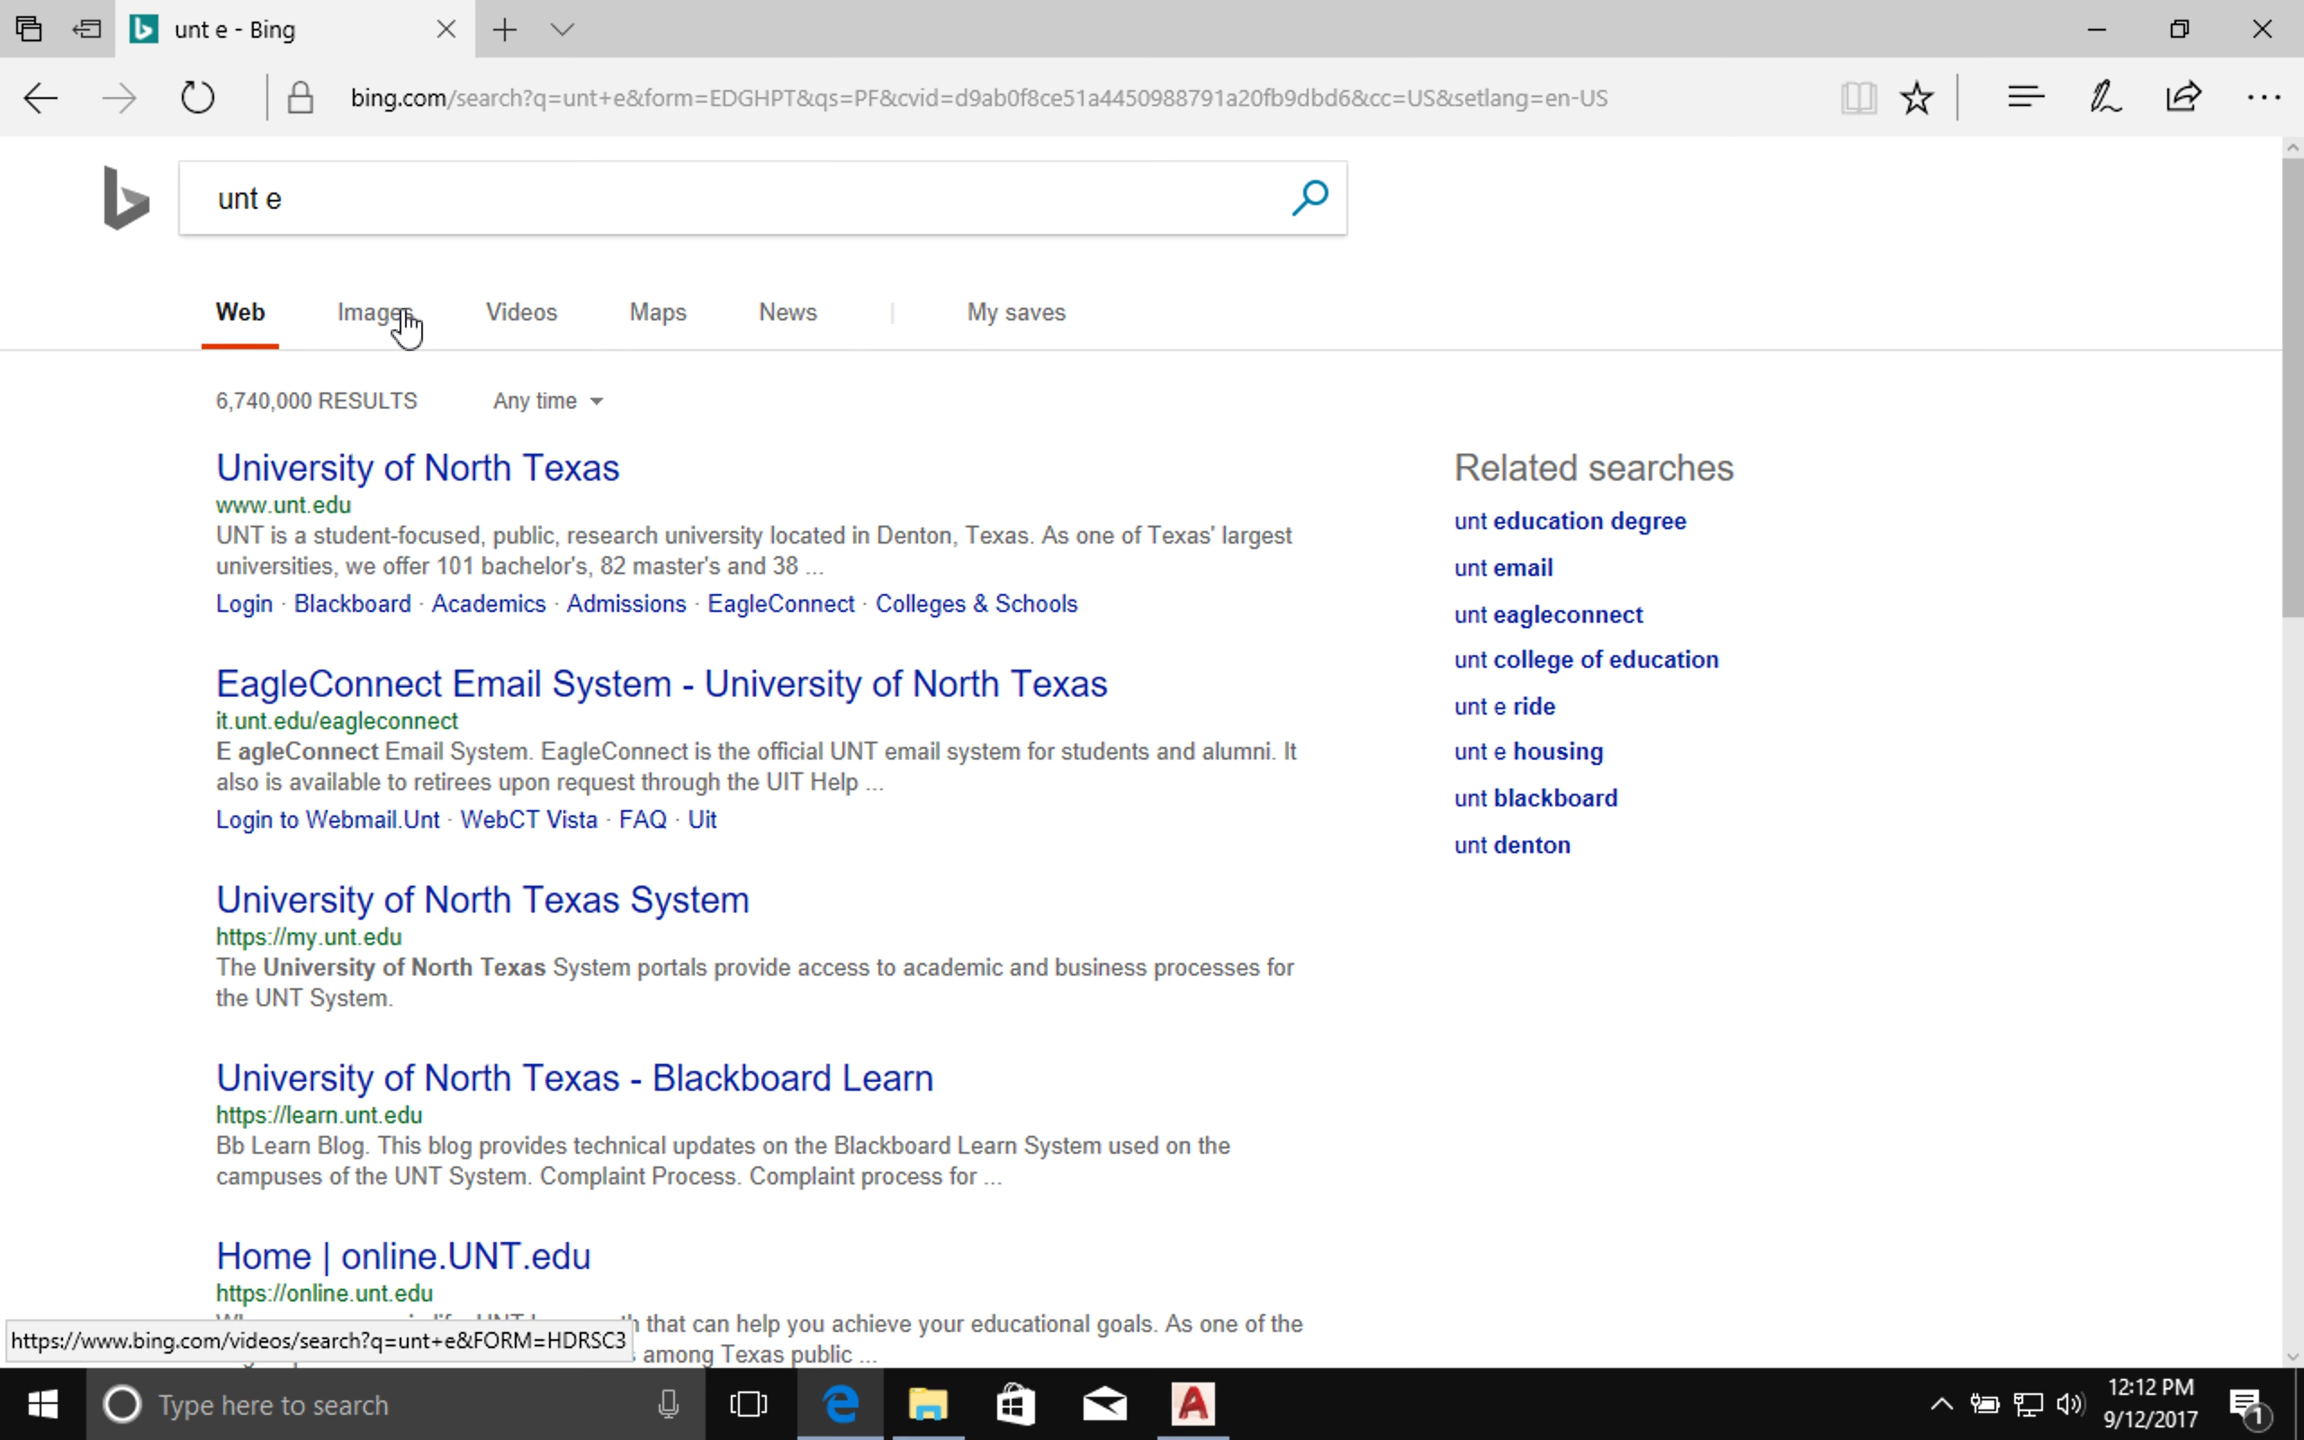 unt e - Bing
bing.com/search?q=unt+e&form=EDGHPT&qs=PF&cvid=d9ab0f8ce51a4450988791a20fb9dbd6&cc=US&setlang=en-US
unt e
Web Images Videos Maps News | My saves
6,740,000 RESULTS Any time
University of North Texas
www.unt.edu
UNT is a student-focused, public, research university located in Denton, Texas. As one of Texas' largest
universities, we offer 101 bachelor's, 82 master's and 38 ...
Login · Blackboard · Academics · Admissions · EagleConnect · Colleges & Schools
EagleConnect Email System - University of North Texas
it.unt.edu/eagleconnect
E agleConnect Email System. EagleConnect is the official UNT email system for students and alumni. It
also is available to retirees upon request through the UIT Help ...
Login to Webmail.Unt · WebCT Vista · FAQ · Uit
University of North Texas System
https://my.unt.edu
The University of North Texas System portals provide access to academic and business processes for
the UNT System.
University of North Texas - Blackboard Learn
https://learn.unt.edu
Bb Learn Blog. This blog provides technical updates on the Blackboard Learn System used on the
campuses of the UNT System. Complaint Process. Complaint process for ...
Home | online.UNT.edu
https://online.unt.edu
that can help you achieve your educational goals. As one of the
among Texas public ...
Related searches
unt education degree
unt email
unt eagleconnect
unt college of education
unt e ride
unt e housing
unt blackboard
unt denton
https://www.bing.com/videos/search?q=unt+e&FORM=HDRSC3
Type here to search
12:12 PM
9/12/2017
1